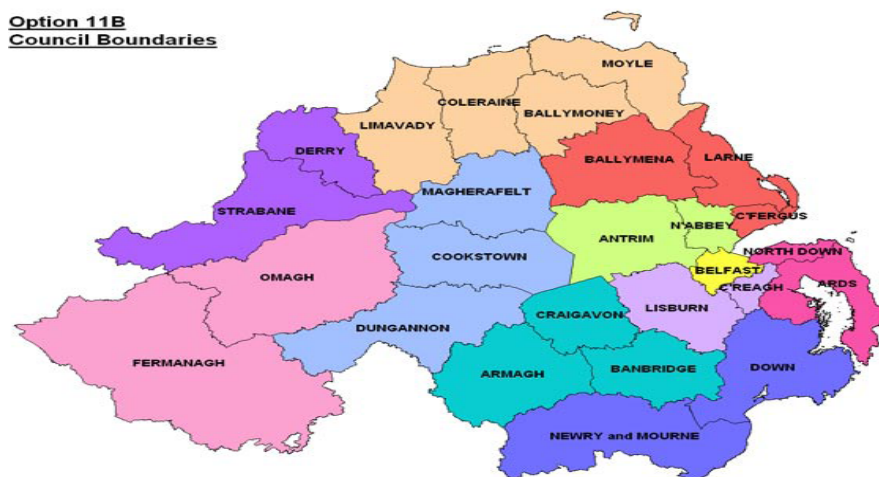 Option 11B
Council Boundaries
MOYLE
COLERAINE
BALLYMONEY
LIMAVADY
DERRY
BALLYMENA
LARNE
MAGHERAFELT
STRABANE
C'FERGUS
N'ABBEY
ANTRIM
NORTH DOWN
COOKSTOWN
BELFAST
OMAGH
C'REAGH
ARDS
LISBURN
CRAIGAVON
DUNGANNON
FERMANAGH
DOWN
ARMAGH
BANBRIDGE
NEWRY and MOURNE